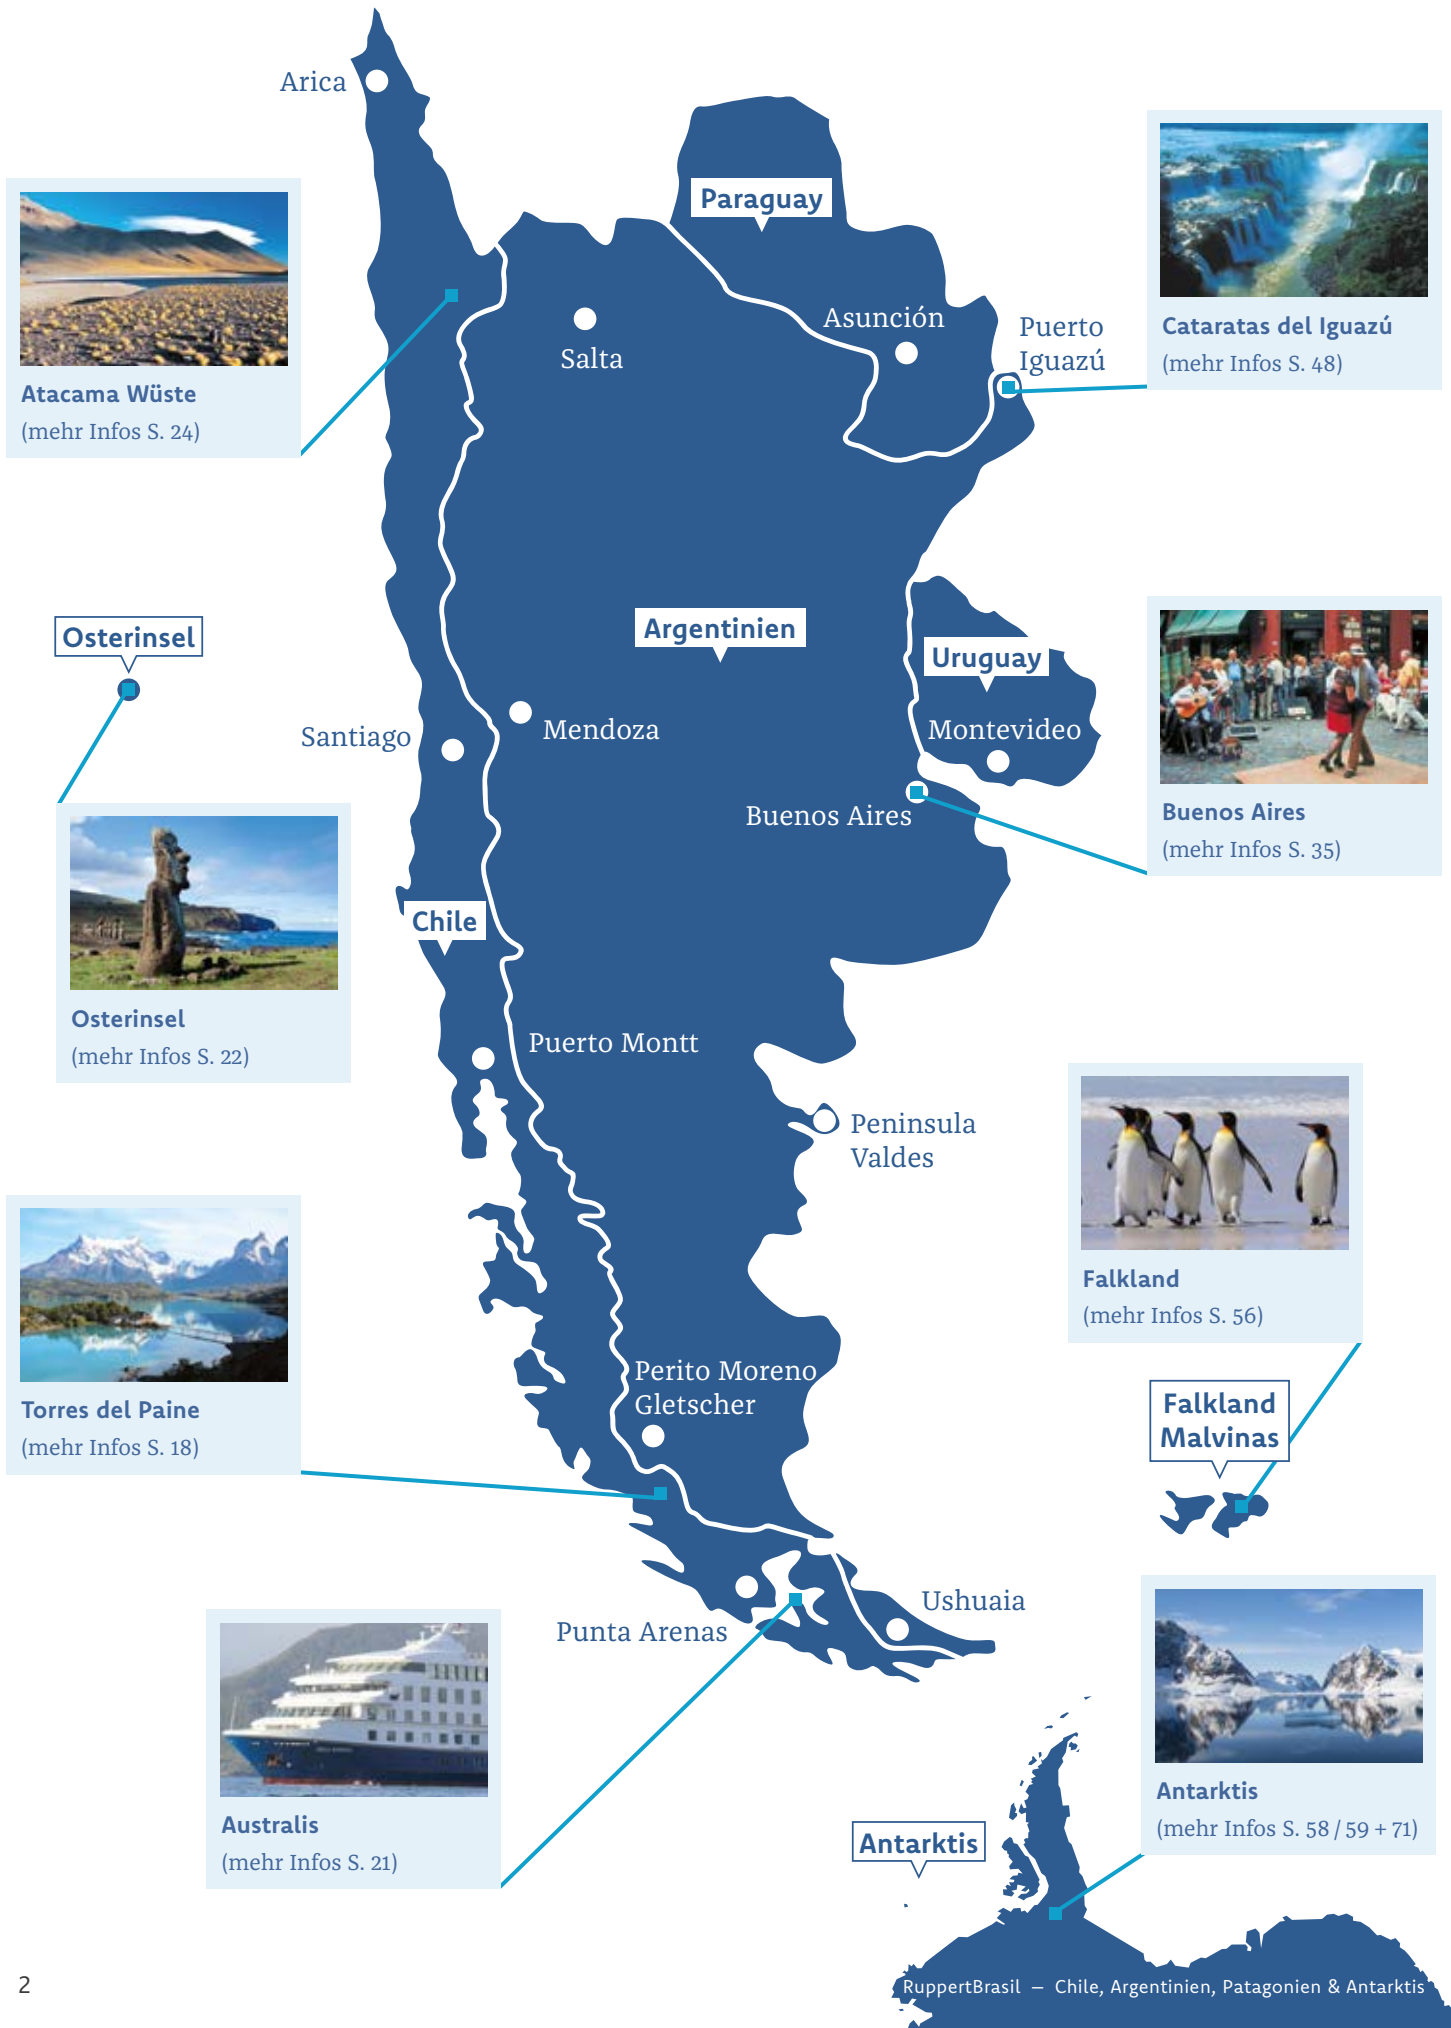 Arica
Paraguay
Atacama Wüste
(mehr Infos S. 24)
Salta
Asunción
Puerto
Iguazú
Cataratas del Iguazú
(mehr Infos S. 48)
Osterinsel
Argentinien
Uruguay
Santiago
Mendoza
Montevideo
Buenos Aires
Buenos Aires
(mehr Infos S. 35)
Chile
Osterinsel
(mehr Infos S. 22)
Puerto Montt
Peninsula
Valdes
Falkland
(mehr Infos S. 56)
Torres del Paine
(mehr Infos S. 18)
Perito Moreno
Gletscher
Falkland
Malvinas
Punta Arenas
Ushuaia
Australis
(mehr Infos S. 21)
Antarktis
Antarktis
(mehr Infos S. 58 / 59 + 71)
2
RuppertBrasil – Chile, Argentinien, Patagonien & Antarktis